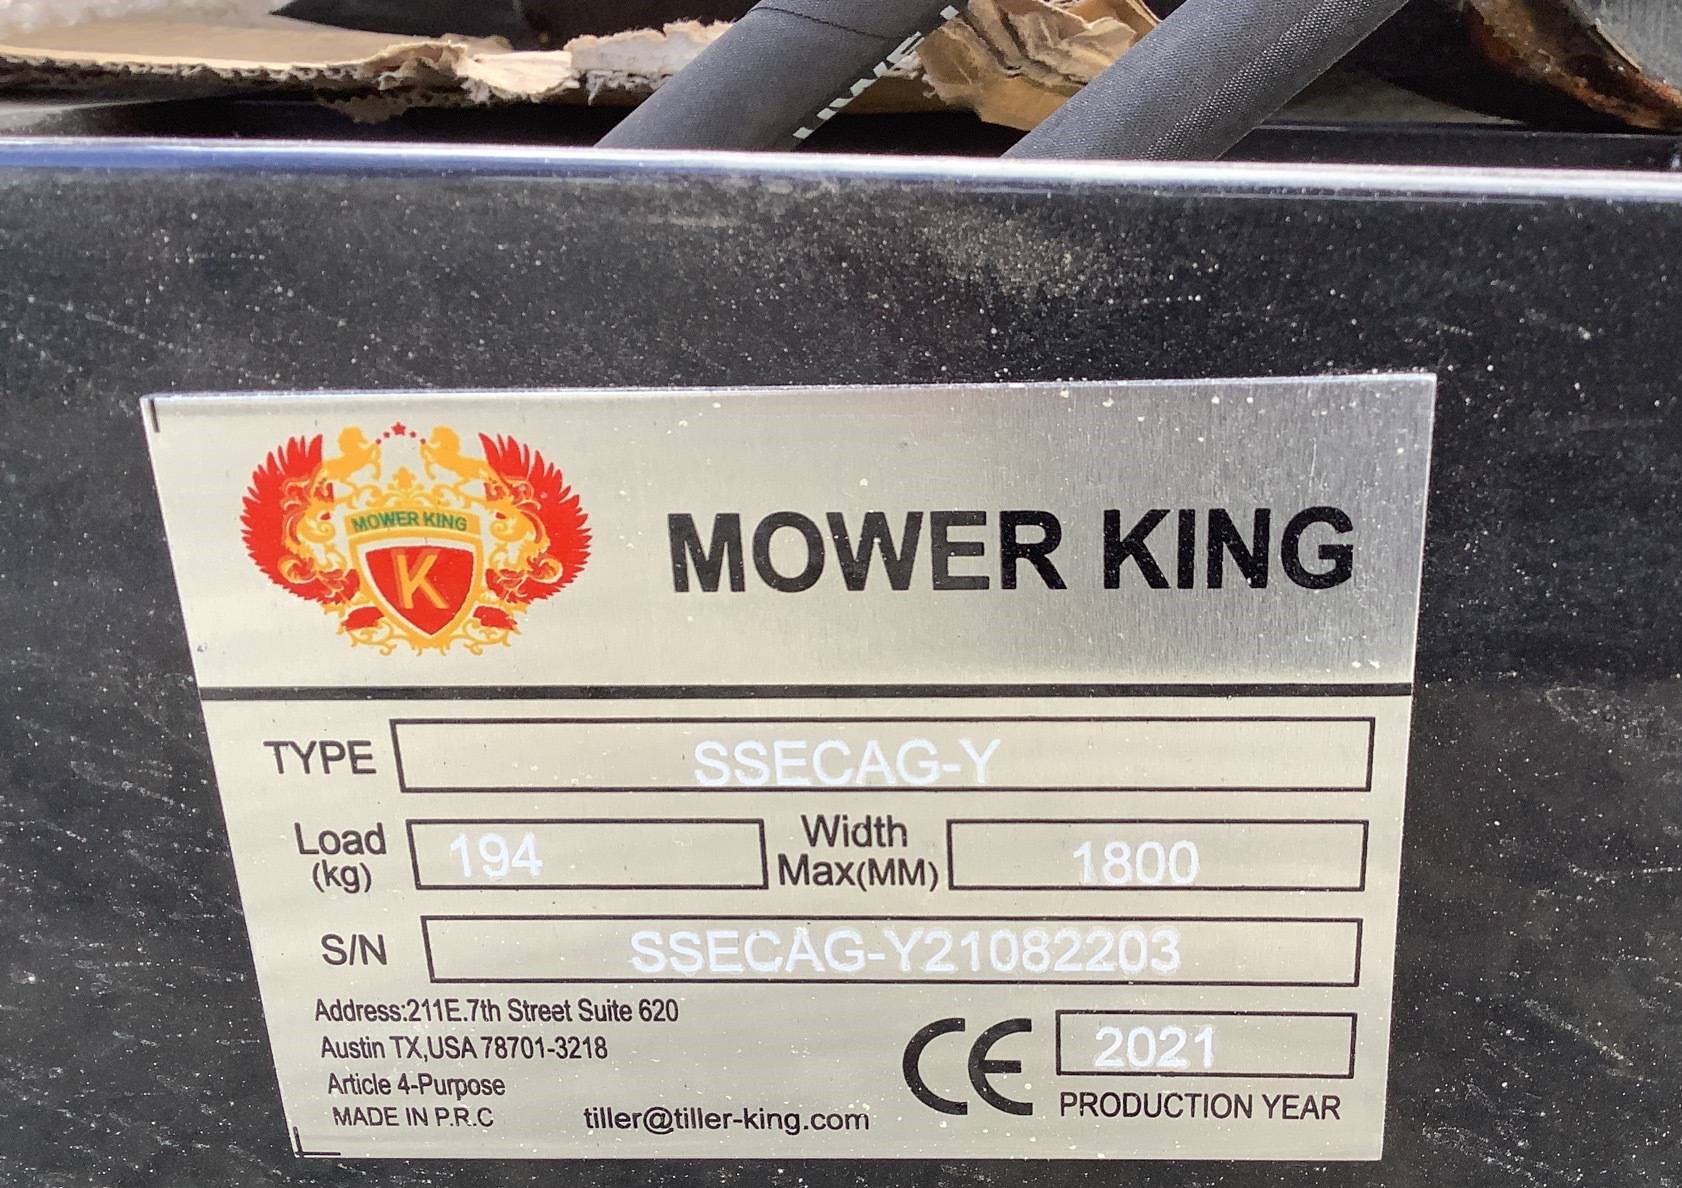 MOWER KING
K
MOWER KING
TYPE SSECAG-Y
Load (kg) 194 Width Max(MM) 1800
S/N SSECAG-Y21082203
Address:211E.7th Street Suite 620
Austin TX,USA 78701-3218
Article 4-Purpose
MADE IN P.R.C
tiller@tiller-king.com
CE 2021
PRODUCTION YEAR